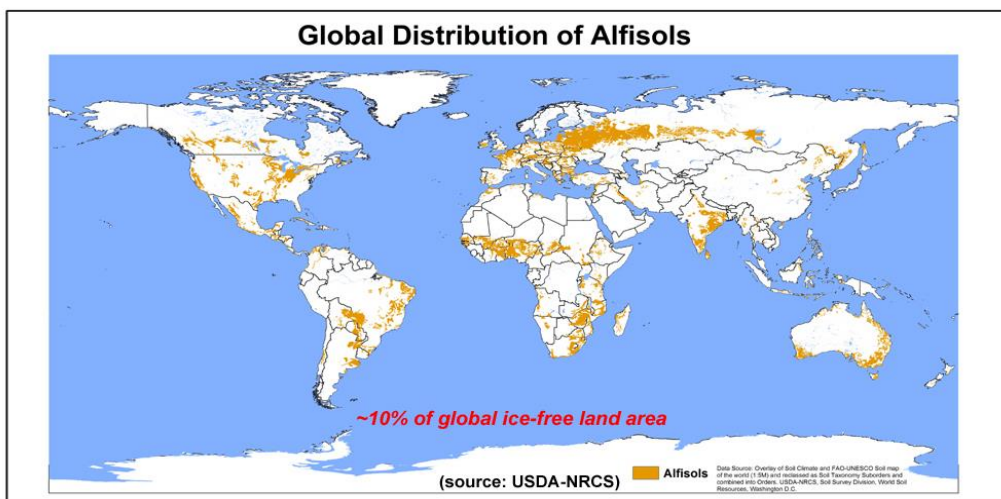 Global Distribution of Alfisols
~10% of global ice-free land area
(source: USDA-NRCS)
Alfisols
Data Source: Overlay of Soil Climate and FAO-UNESCO Soil map
of the world (1:5M) and reclassed as Soil Taxonomy Suborders and
combined into Orders. USDA-NRCS, Soil Survey Division, World Soil
Resources, Washington D.C.